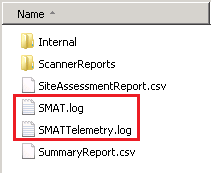 Name
Internal
ScannerReports
SiteAssessmentReport.csv
SMAT.log
SMATTelemetry.log
SummaryReport.csv